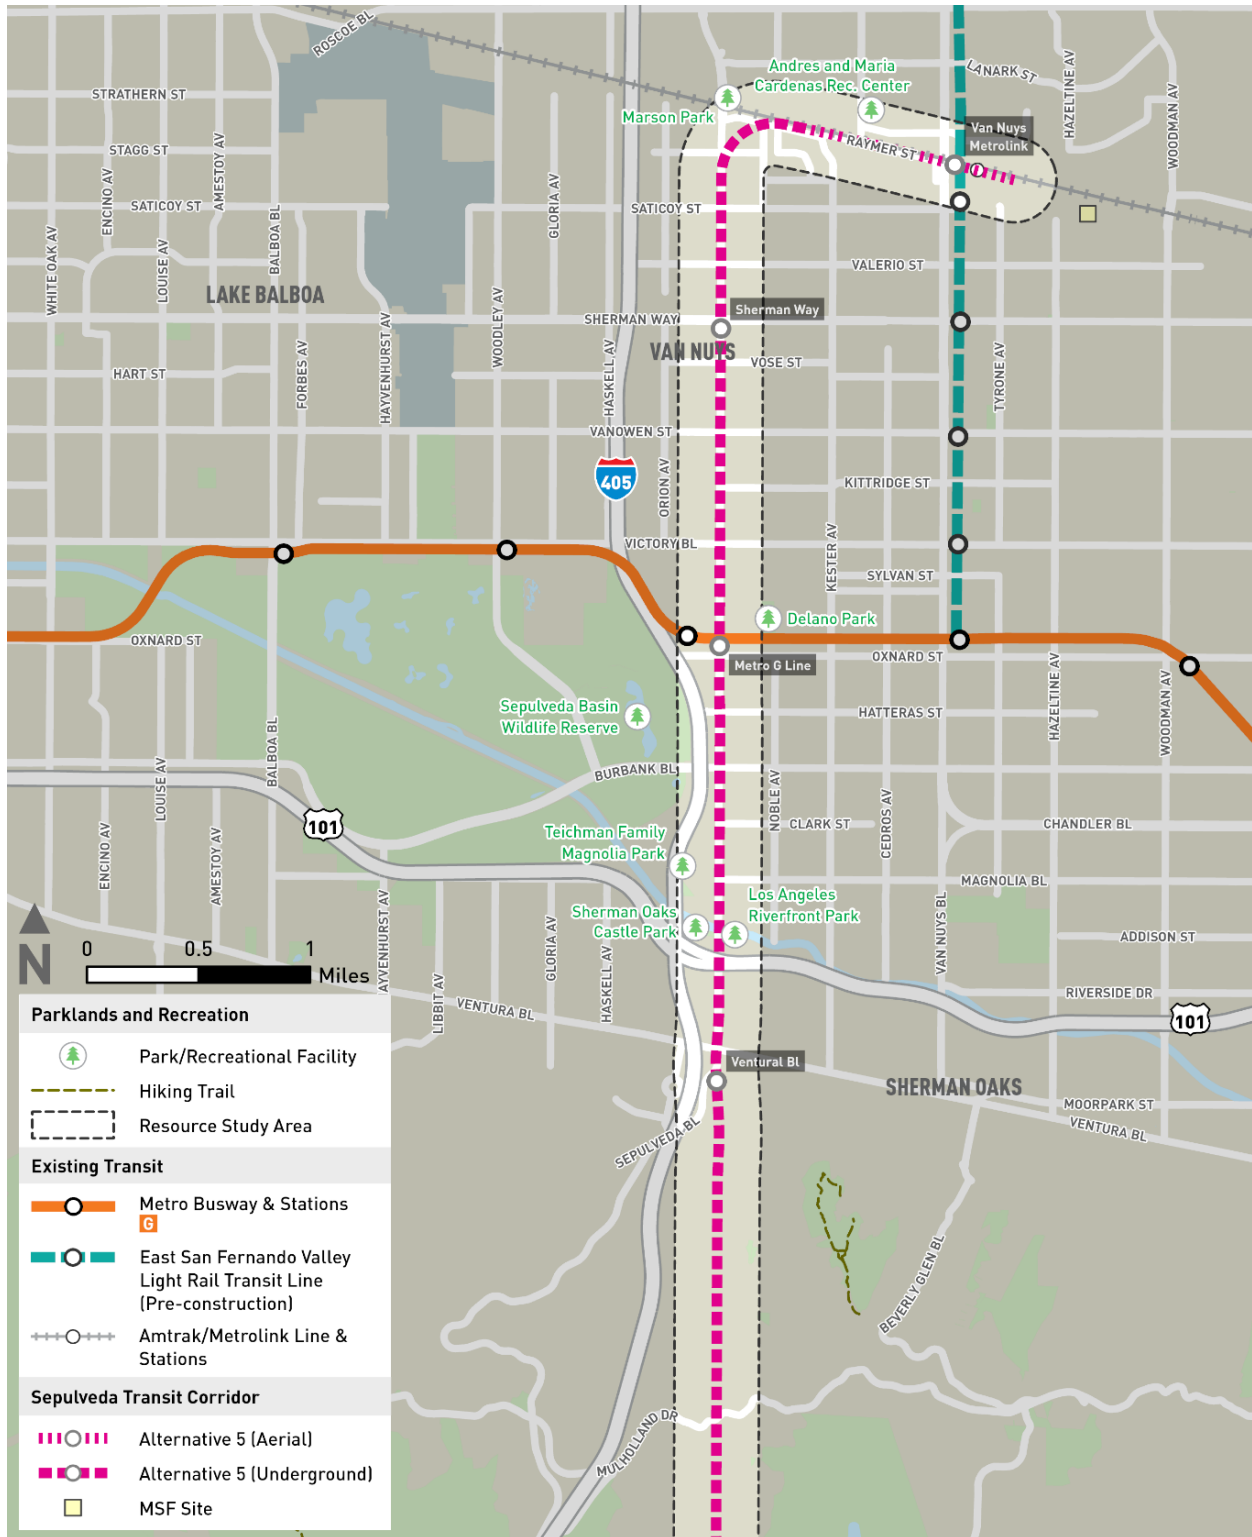 ROSCOE BL
Andres and Maria
Cardenas Rec. Center
LANARK ST
HAZELTINE AV
WOODMAN AV
STRATHERN ST
Marson Park
Van Nuys
Metrolink
RAYMER ST
STAGG ST
ENCINO AV
AMESTOY AV
GLORIA AV
SATICOY ST
SATICOY ST
WHITE OAK AV
LOUISE AV
BALBOA BL
VALERIO ST
LAKE BALBOA
WOODLEY AV
SHERMAN WAY
Sherman Way
VAN NUYS
VOSE ST
HART ST
FORBES AV
HAYVENHURST AV
HASKELL AV
TYRONE AV
VANOWEN ST
405
ORION AV
KITTRIDGE ST
VICTORY BL
KESTER AV
SYLVAN ST
Delano Park
OXNARD ST
OXNARD ST
Metro G Line
Sepulveda Basin
Wildlife Reserve
HATTERAS ST
HAZELTINE AV
WOODMAN AV
BALBOA BL
BURBANK BL
LOUISE AV
NOBLE AV
CEDROS AV
101
Teichman Family
Magnolia Park
CLARK ST
CHANDLER BL
ENCINO AV
AMESTOY AV
MAGNOLIA BL
Sherman Oaks
Castle Park
Los Angeles
Riverfront Park
AYVENHURST AV
GLORIA AV
HASKELL AV
VAN NUYS BL
ADDISON ST
N
0 0.5 1
Miles
LIBBIT AV
VENTURA BL
RIVERSIDE DR
101
Ventural Bl
SHERMAN OAKS
MOORPARK ST
VENTURA BL
SEPULVEDA BL
BEVERLY GLEN BL
MULHOLLAND DR
Parklands and Recreation
Park/Recreational Facility
Hiking Trail
Resource Study Area
Existing Transit
Metro Busway & Stations
G
East San Fernando Valley
Light Rail Transit Line
(Pre-construction)
Amtrak/Metrolink Line &
Stations
Sepulveda Transit Corridor
Alternative 5 (Aerial)
Alternative 5 (Underground)
MSF Site